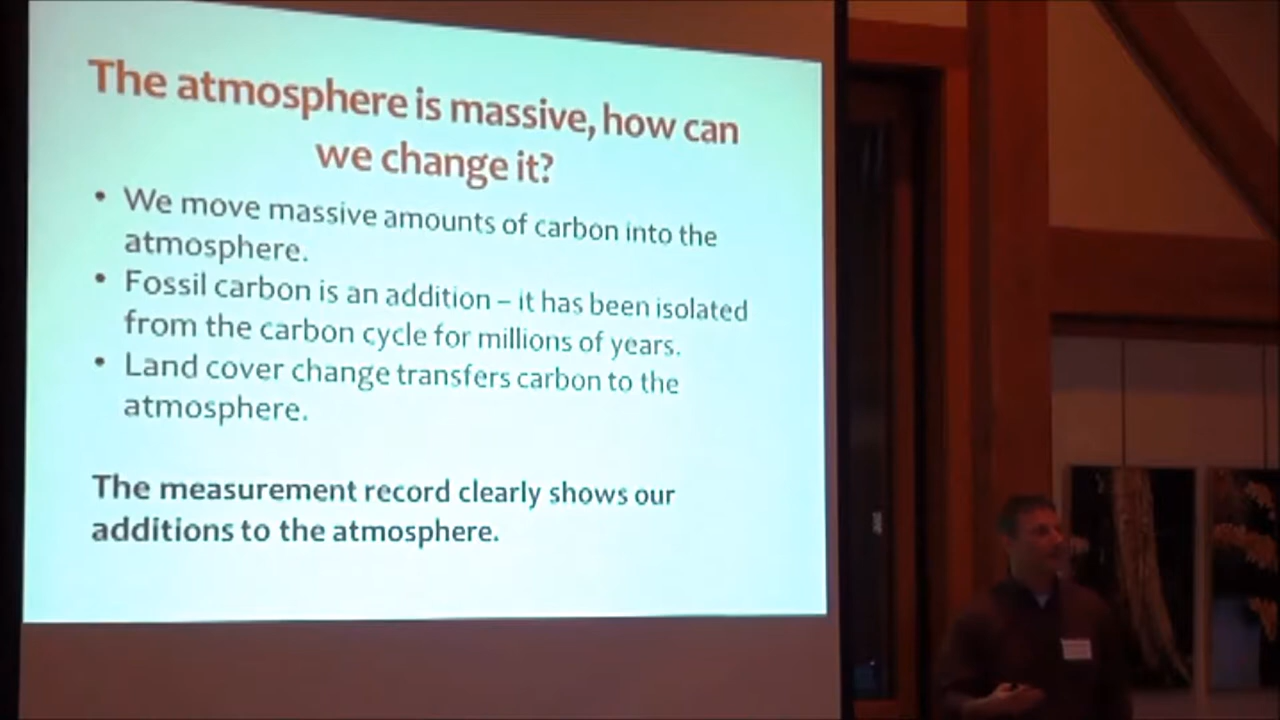 The atmosphere is massive, how can
we change it?
• We move massive amounts of carbon into the
atmosphere.
• Fossil carbon is an addition – it has been isolated
from the carbon cycle for millions of years.
• Land cover change transfers carbon to the
atmosphere.
The measurement record clearly shows our
additions to the atmosphere.